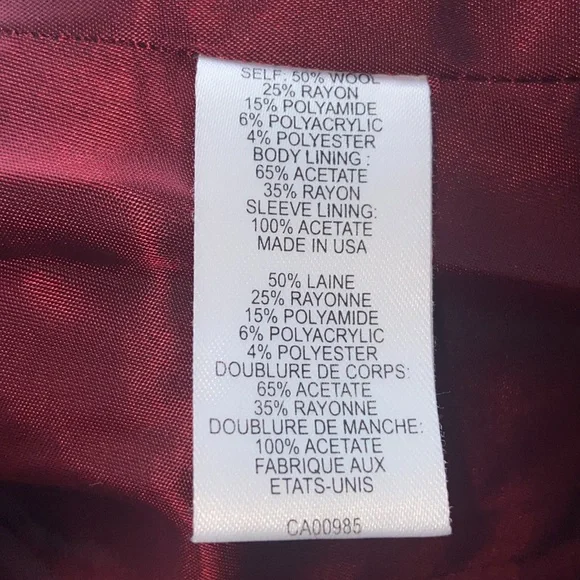 SELF: 50% WOOL
25% RAYON
15% POLYAMIDE
6% POLYACRYLIC
4% POLYESTER
BODY LINING :
65% ACETATE
35% RAYON
SLEEVE LINING:
100% ACETATE
MADE IN USA
50% LAINE
25% RAYONNE
15% POLYAMIDE
6% POLYACRYLIC
4% POLYESTER
DOUBLURE DE CORPS:
65% ACETATE
35% RAYONNE
DOUBLURE DE MANCHE:
100% ACETATE
FABRIQUE AUX
ETATS-UNIS
CA00985